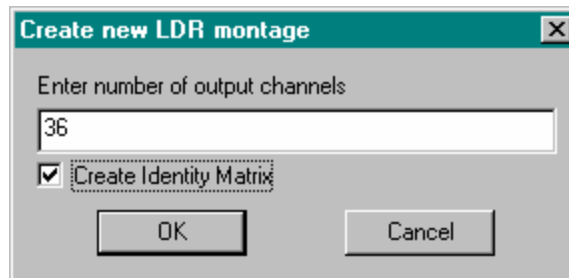 Create new LDR montage
Enter number of output channels
36
Create Identity Matrix
OK Cancel